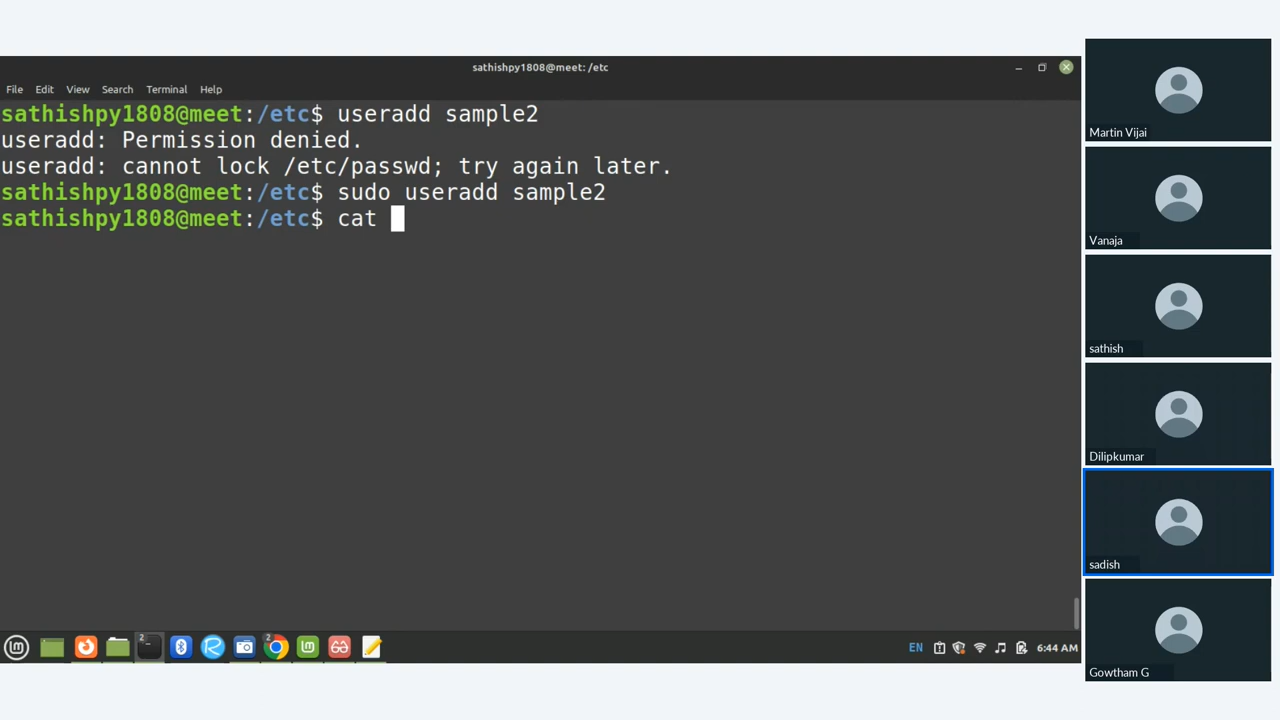 sathishpy1808@meet: /etc
File Edit View Search Terminal Help
sathishpy1808@meet:/etc$ useradd sample2
useradd: Permission denied.
useradd: cannot lock /etc/passwd; try again later.
sathishpy1808@meet:/etc$ sudo useradd sample2
sathishpy1808@meet:/etc$ cat
2
2
EN
6:44 AM
Martin Vijai
Vanaja
sathish
Dilipkumar
sadish
Gowtham G